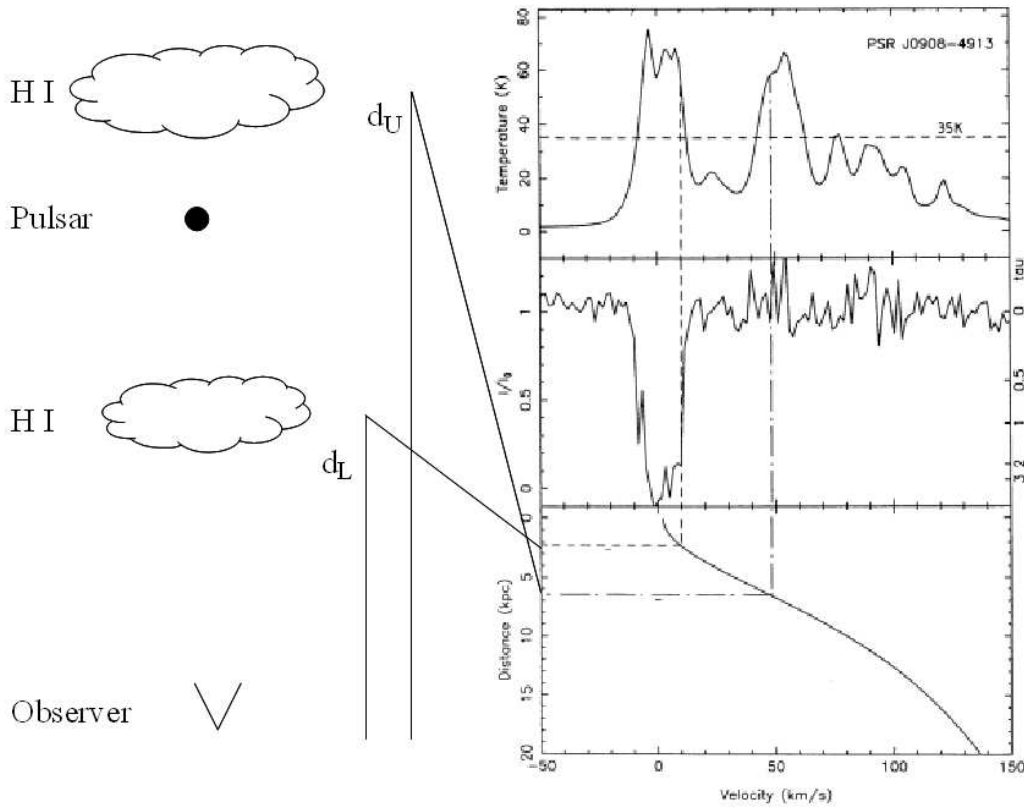 H I
d_U
Pulsar
H I
d_L
Observer
PSR J0908-4913
35K
Temperature (K)
80
60
40
20
0
I/I_0
1
0.5
0
tau
0
0.5
1
2
3
Distance (kpc)
0
5
10
15
20
-50
0
50
100
150
Velocity (km/s)